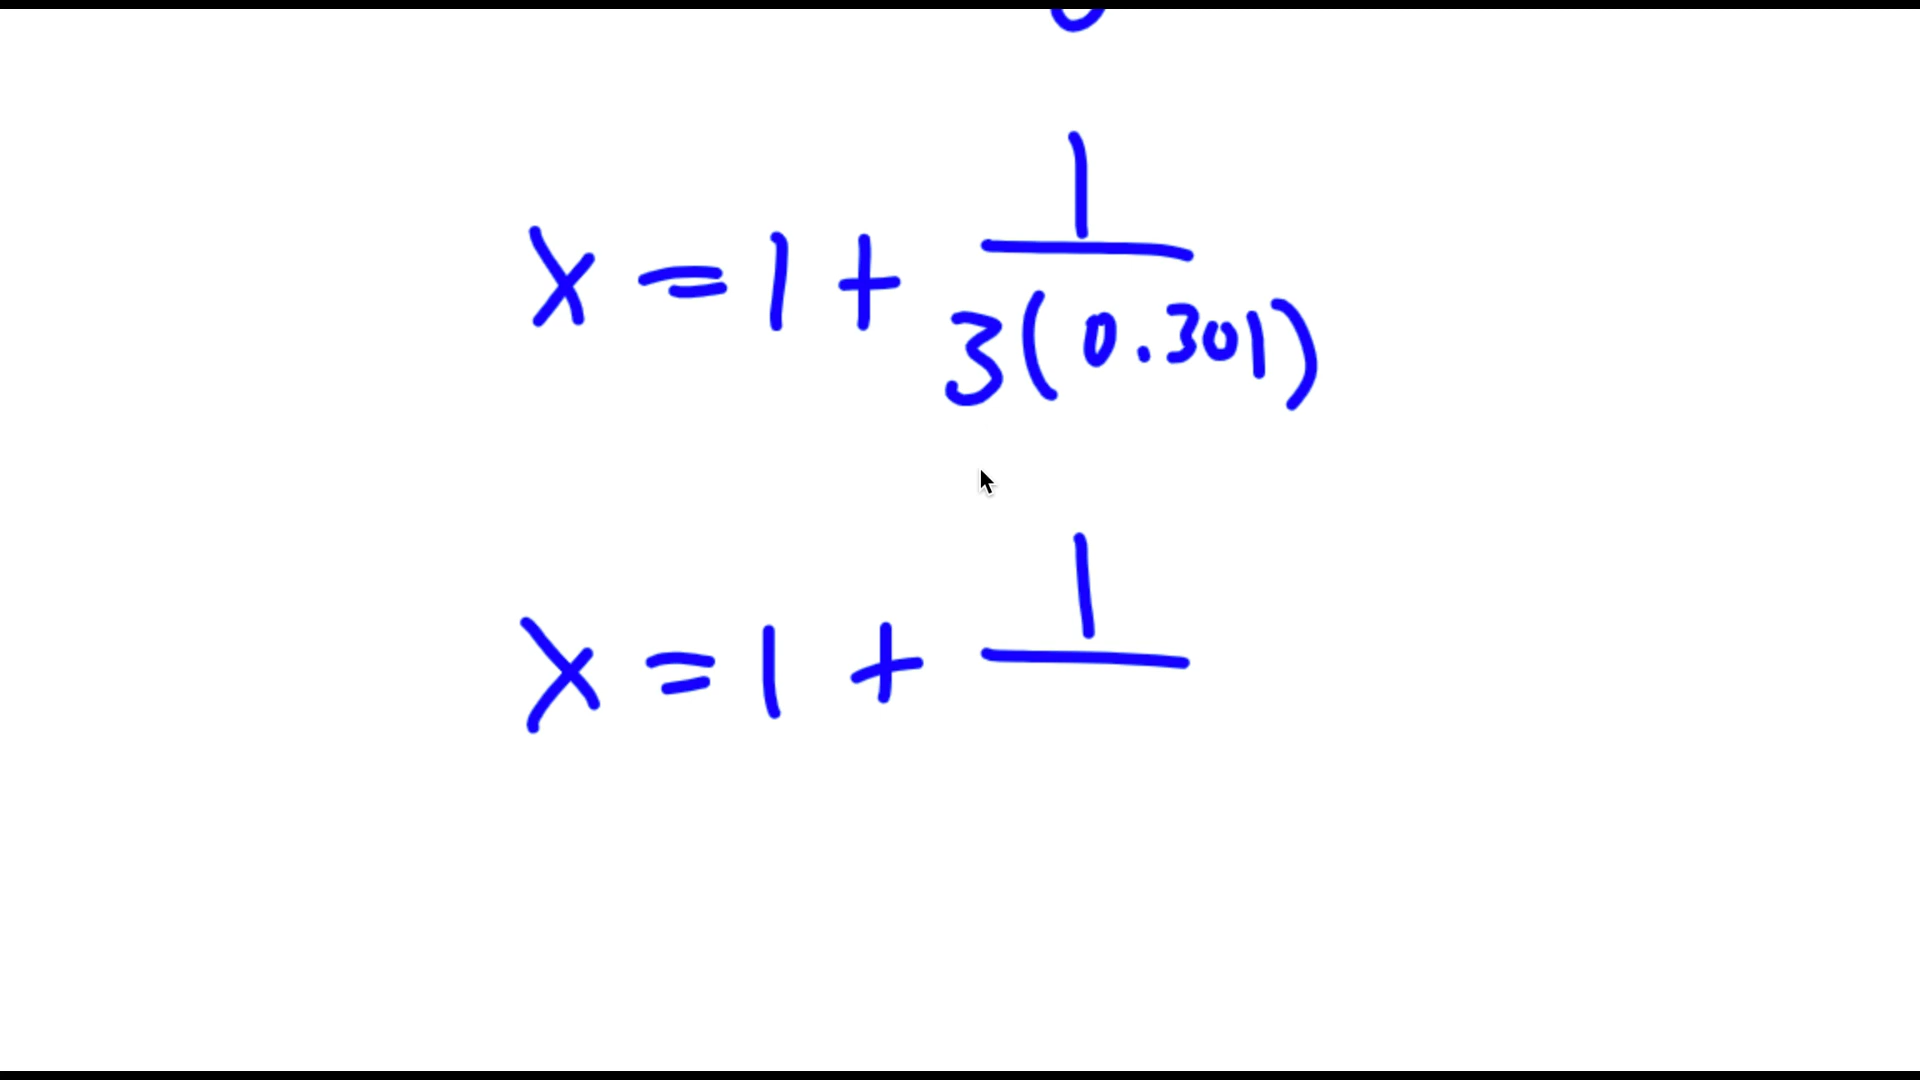 x = 1 + 1/3(0.301)
x = 1 + 1/